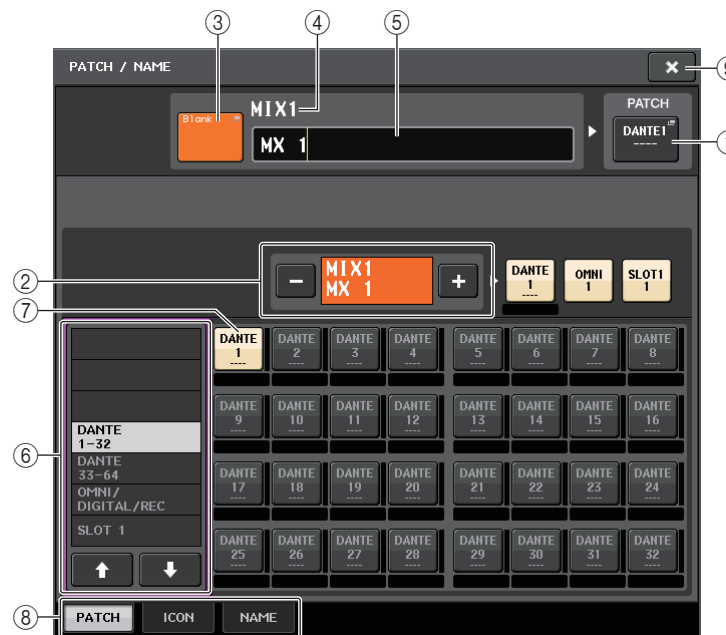 ③ ④ ⑤
PATCH / NAME
Blank
MIX1
MX 1
PATCH
DANTE1
----
②
MIX1
MX 1
DANTE 1 ----
OMNI 1
SLOT1 1
⑦
DANTE 1 ---- DANTE 2 ---- DANTE 3 ---- DANTE 4 ---- DANTE 5 ---- DANTE 6 ---- DANTE 7 ---- DANTE 8 ----
DANTE 9 ---- DANTE 10 ---- DANTE 11 ---- DANTE 12 ---- DANTE 13 ---- DANTE 14 ---- DANTE 15 ---- DANTE 16 ----
DANTE 17 ---- DANTE 18 ---- DANTE 19 ---- DANTE 20 ---- DANTE 21 ---- DANTE 22 ---- DANTE 23 ---- DANTE 24 ----
DANTE 25 ---- DANTE 26 ---- DANTE 27 ---- DANTE 28 ---- DANTE 29 ---- DANTE 30 ---- DANTE 31 ---- DANTE 32 ----
⑥
DANTE
1-32
DANTE
33-64
OMNI/
DIGITAL/REC
SLOT 1
⑧
PATCH ICON NAME